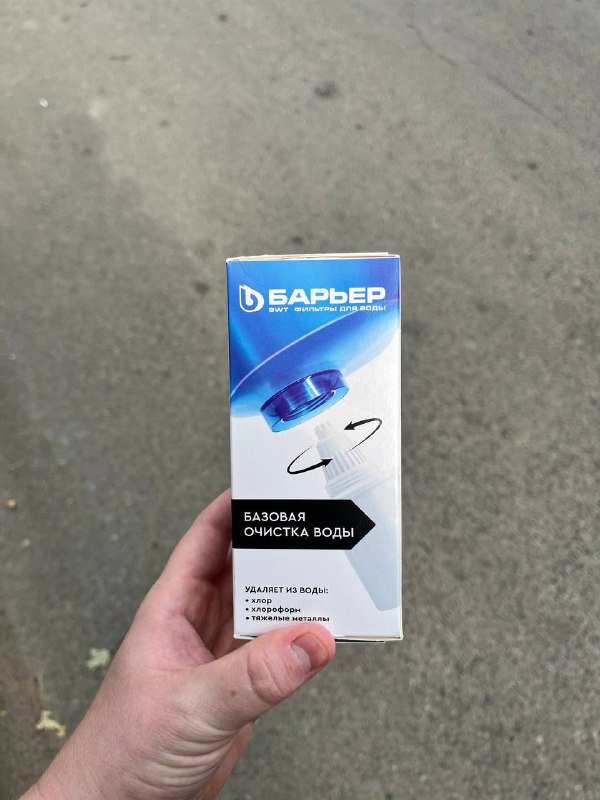 БАРЬЕР
BWT ФИЛЬТРЫ ДЛЯ ВОДЫ
БАЗОВАЯ
ОЧИСТКА ВОДЫ
УДАЛЯЕТ ИЗ ВОДЫ:
• хлор
• хлороформ
• тяжелые металлы